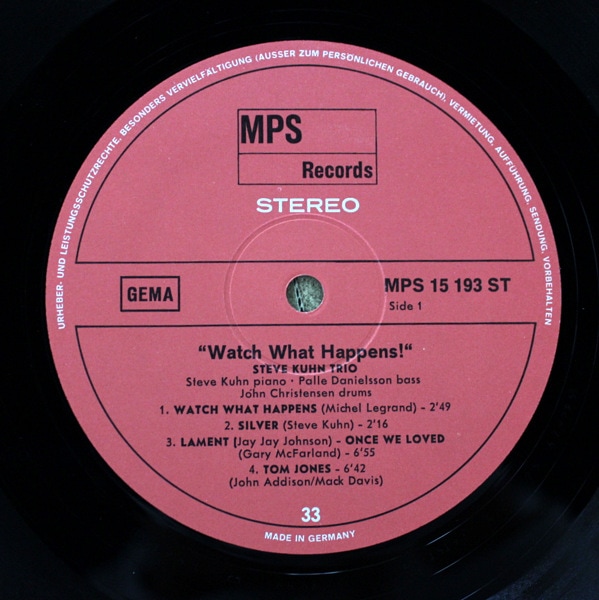 URHEBER- UND LEISTUNGSSCHUTZRECHTE, BESONDERS VERVIELFÄLTIGUNG (AUSSER ZUM PERSÖNLICHEN GEBRAUCH), VERMIETUNG, AUFFÜHRUNG, SENDUNG, VORBEHALTEN
MPS
Records
STEREO
GEMA
MPS 15 193 ST
Side 1
“Watch What Happens!“
STEVE KUHN TRIO
Steve Kuhn piano · Palle Danielsson bass
John Christensen drums
1. WATCH WHAT HAPPENS (Michel Legrand) – 2'49
2. SILVER (Steve Kuhn) – 2'16
3. LAMENT (Jay Jay Johnson) – ONCE WE LOVED
(Gary McFarland) – 6'55
4. TOM JONES – 6'42
(John Addison/Mack Davis)
33
MADE IN GERMANY